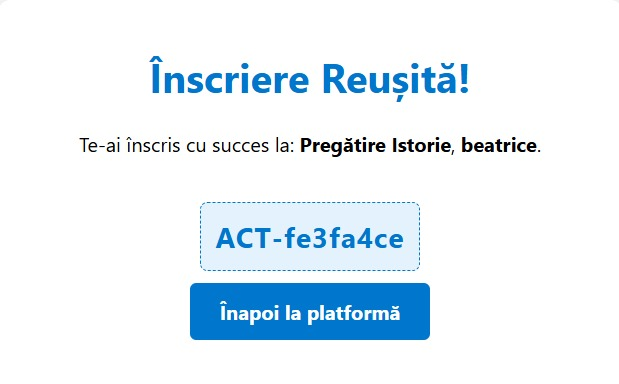 Înscriere Reușită!
Te-ai înscris cu succes la: Pregătire Istorie, beatrice.
ACT-fe3fa4ce
Înapoi la platformă